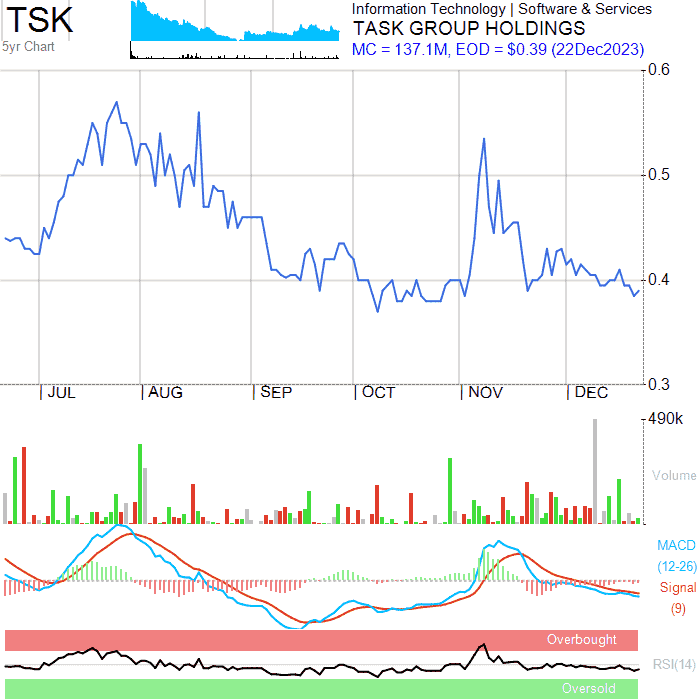 TSK
5yr Chart
Information Technology | Software & Services
TASK GROUP HOLDINGS
MC = 137.1M, EOD = $0.39 (22Dec2023)
0.6
0.5
0.4
0.3
| JUL | AUG | SEP | OCT | NOV | DEC
490k
Volume
MACD
(12-26)
Signal
(9)
Overbought
RSI(14)
Oversold